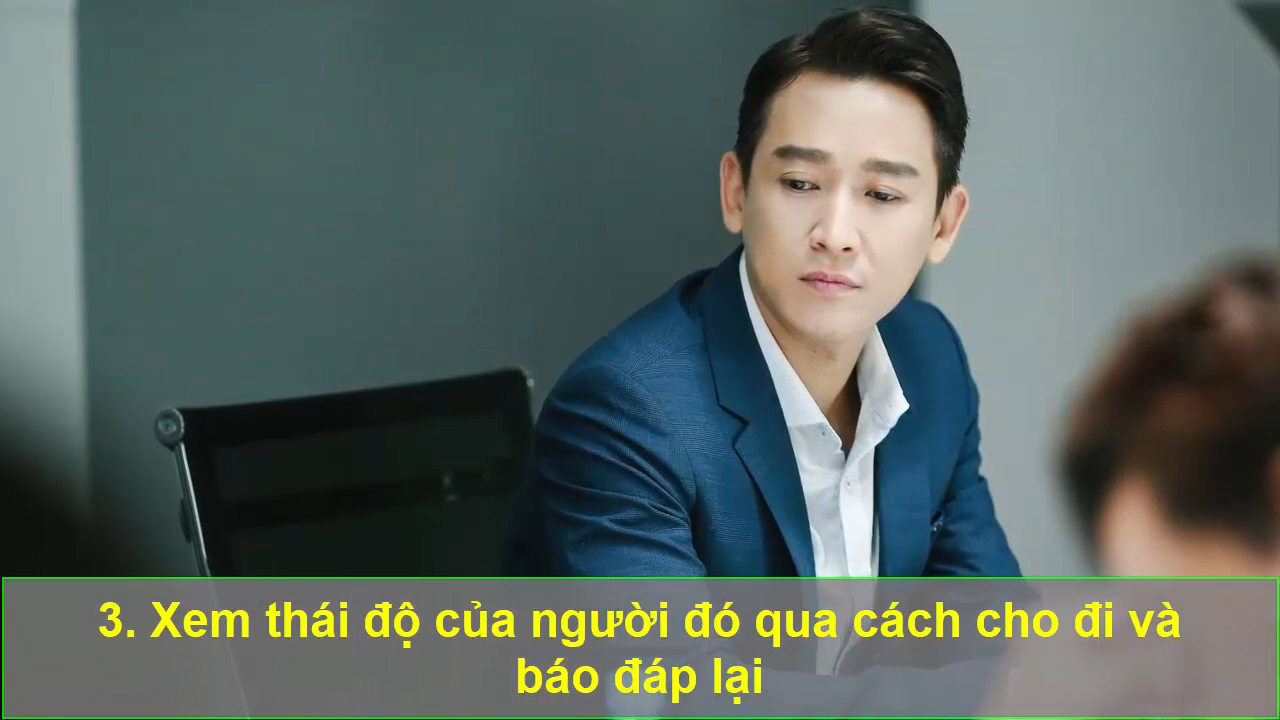 3. Xem thái độ của người đó qua cách cho đi và
báo đáp lại